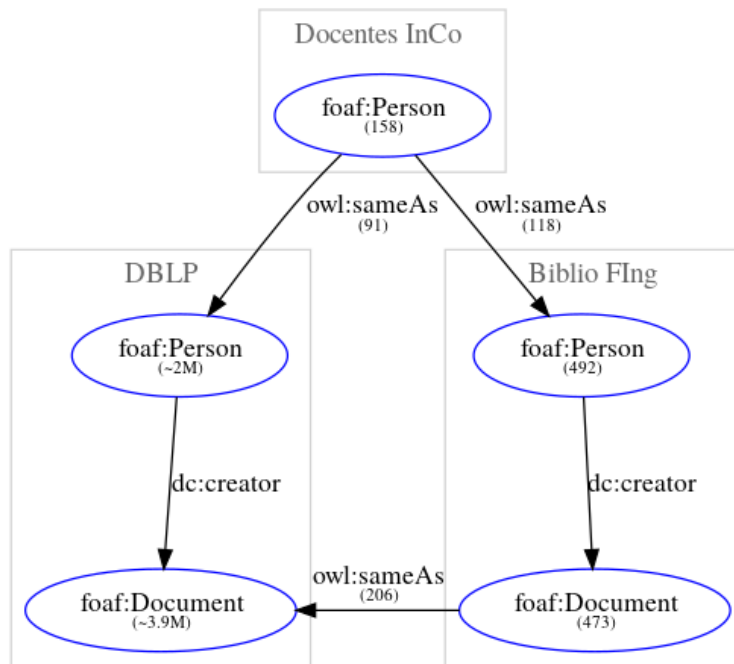 Docentes InCo
foaf:Person
(158)
owl:sameAs
(91)
owl:sameAs
(118)
DBLP
Biblio FIng
foaf:Person
(~2M)
foaf:Person
(492)
dc:creator
dc:creator
owl:sameAs
(206)
foaf:Document
(~3.9M)
foaf:Document
(473)